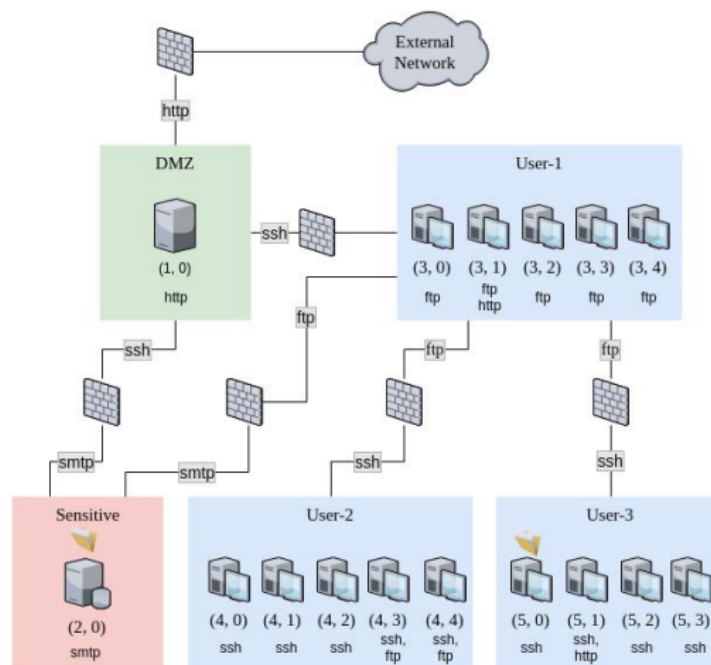 External
Network
http
DMZ
User-1
ssh
(1, 0)
http
(3, 0) (3, 1) (3, 2) (3, 3) (3, 4)
ftp ftp ftp ftp ftp
http
ftp
ssh
ftp
ftp
smtp
smtp
ssh
ssh
Sensitive
User-2
User-3
(2, 0)
smtp
(4, 0) (4, 1) (4, 2) (4, 3) (4, 4)
ssh ssh ssh ssh, ssh,
ftp ftp
(5, 0) (5, 1) (5, 2) (5, 3)
ssh ssh, ssh ssh
http